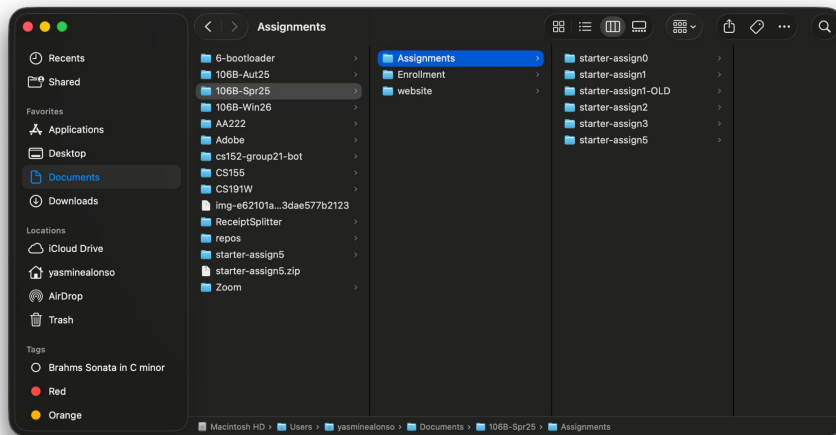 Assignments
Recents
Shared
Favorites
Applications
Desktop
Documents
Downloads
Locations
iCloud Drive
yasminealonso
AirDrop
Trash
Tags
Brahms Sonata in C minor
Red
Orange
6-bootloader
106B-Aut25
106B-Spr25
106B-Win26
AA222
Adobe
cs152-group21-bot
CS155
CS191W
img-e62101a...3dae577b2123
ReceiptSplitter
repos
starter-assign5
starter-assign5.zip
Zoom
Assignments
Enrollment
website
starter-assign0
starter-assign1
starter-assign1-OLD
starter-assign2
starter-assign3
starter-assign5
Macintosh HD › Users › yasminealonso › Documents › 106B-Spr25 › Assignments